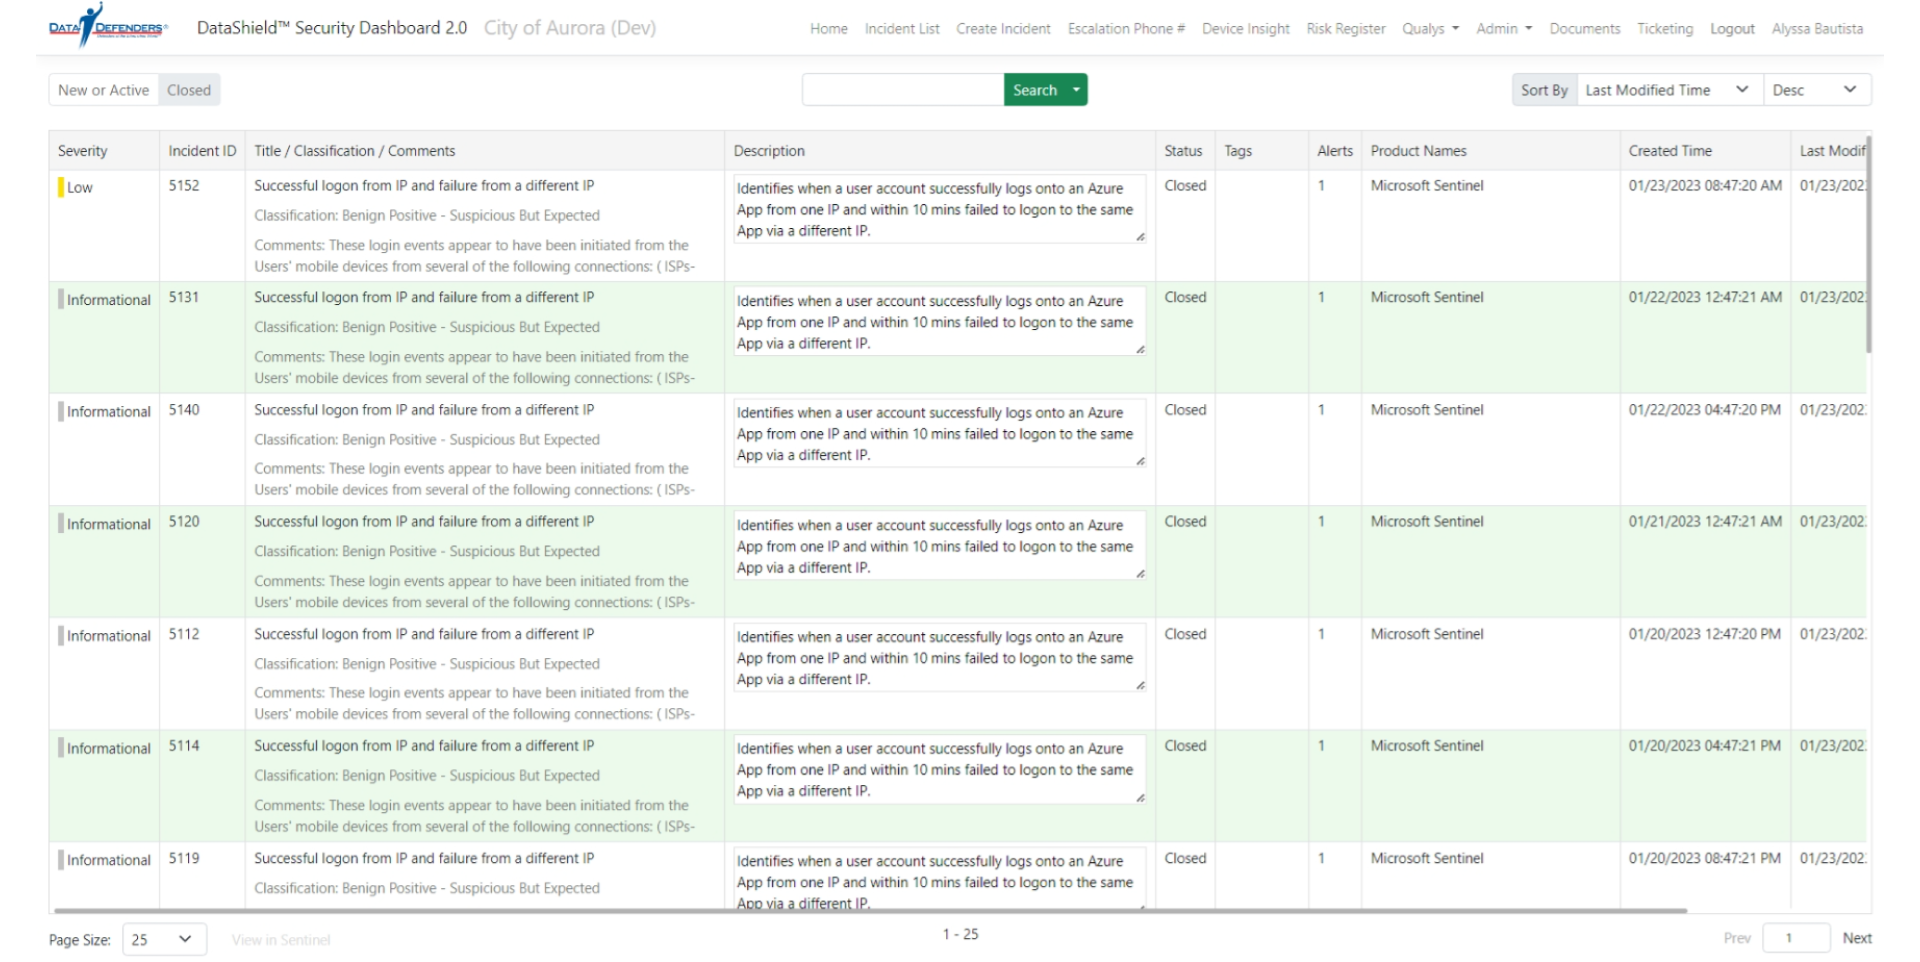 DATA DEFENDERS®
DataShield™ Security Dashboard 2.0 City of Aurora (Dev)
Home Incident List Create Incident Escalation Phone # Device Insight Risk Register Qualys Admin Documents Ticketing Logout Alyssa Bautista
New or Active Closed
Search
Sort By Last Modified Time Desc
Severity Incident ID Title / Classification / Comments Description Status Tags Alerts Product Names Created Time Last Modif
Low 5152 Successful logon from IP and failure from a different IP Identifies when a user account successfully logs onto an Azure Closed 1 Microsoft Sentinel 01/23/2023 08:47:20 AM 01/23/202
Classification: Benign Positive - Suspicious But Expected App from one IP and within 10 mins failed to logon to the same
App via a different IP.
Comments: These login events appear to have been initiated from the
Users' mobile devices from several of the following connections: ( ISPs-
Informational 5131 Successful logon from IP and failure from a different IP Identifies when a user account successfully logs onto an Azure Closed 1 Microsoft Sentinel 01/22/2023 12:47:21 AM 01/23/202
Classification: Benign Positive - Suspicious But Expected App from one IP and within 10 mins failed to logon to the same
App via a different IP.
Comments: These login events appear to have been initiated from the
Users' mobile devices from several of the following connections: ( ISPs-
Informational 5140 Successful logon from IP and failure from a different IP Identifies when a user account successfully logs onto an Azure Closed 1 Microsoft Sentinel 01/22/2023 04:47:20 PM 01/23/202
Classification: Benign Positive - Suspicious But Expected App from one IP and within 10 mins failed to logon to the same
App via a different IP.
Comments: These login events appear to have been initiated from the
Users' mobile devices from several of the following connections: ( ISPs-
Informational 5120 Successful logon from IP and failure from a different IP Identifies when a user account successfully logs onto an Azure Closed 1 Microsoft Sentinel 01/21/2023 12:47:21 AM 01/23/202
Classification: Benign Positive - Suspicious But Expected App from one IP and within 10 mins failed to logon to the same
App via a different IP.
Comments: These login events appear to have been initiated from the
Users' mobile devices from several of the following connections: ( ISPs-
Informational 5112 Successful logon from IP and failure from a different IP Identifies when a user account successfully logs onto an Azure Closed 1 Microsoft Sentinel 01/20/2023 12:47:20 PM 01/23/202
Classification: Benign Positive - Suspicious But Expected App from one IP and within 10 mins failed to logon to the same
App via a different IP.
Comments: These login events appear to have been initiated from the
Users' mobile devices from several of the following connections: ( ISPs-
Informational 5114 Successful logon from IP and failure from a different IP Identifies when a user account successfully logs onto an Azure Closed 1 Microsoft Sentinel 01/20/2023 04:47:21 PM 01/23/202
Classification: Benign Positive - Suspicious But Expected App from one IP and within 10 mins failed to logon to the same
App via a different IP.
Comments: These login events appear to have been initiated from the
Users' mobile devices from several of the following connections: ( ISPs-
Informational 5119 Successful logon from IP and failure from a different IP Identifies when a user account successfully logs onto an Azure Closed 1 Microsoft Sentinel 01/20/2023 08:47:21 PM 01/23/202
Classification: Benign Positive - Suspicious But Expected App from one IP and within 10 mins failed to logon to the same
App via a different IP.
Page Size: 25 View in Sentinel 1 - 25 Prev 1 Next